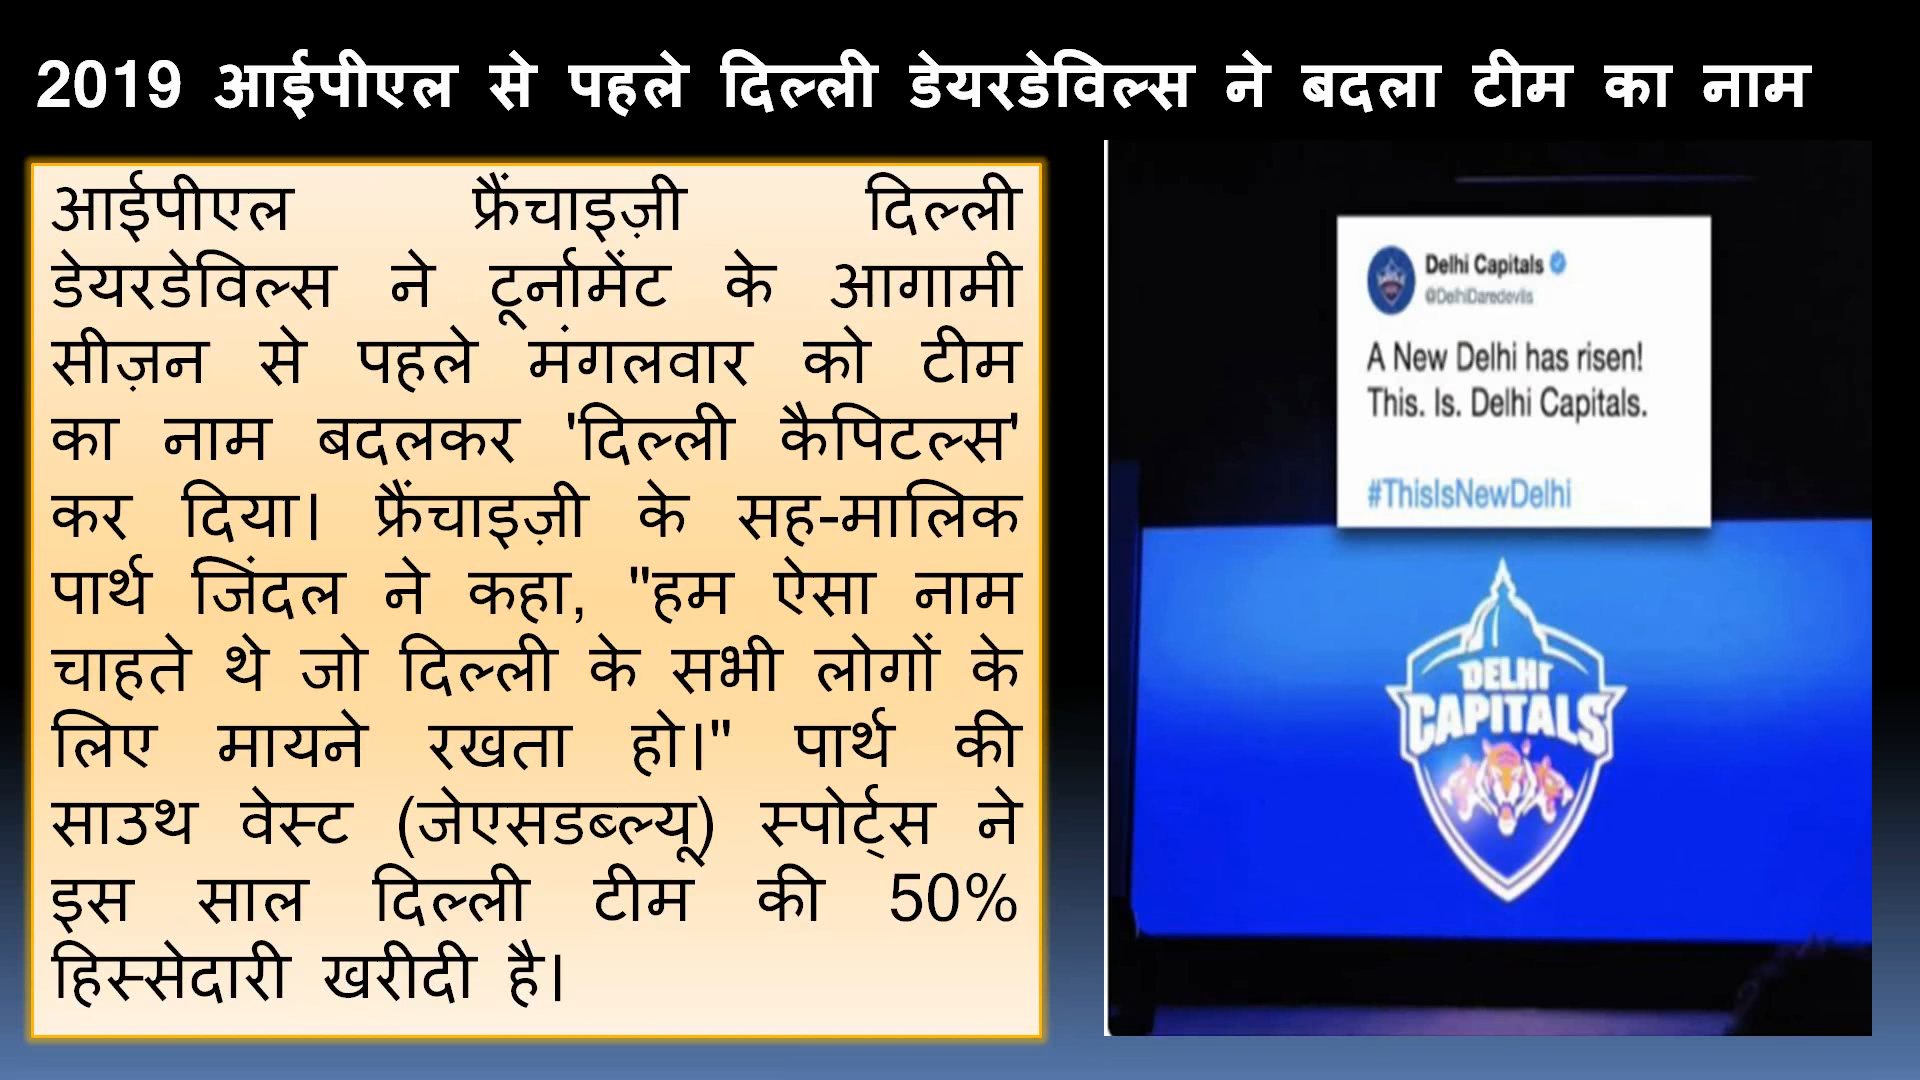 2019 आईपीएल से पहले दिल्ली डेयरडेविल्स ने बदला टीम का नाम
आईपीएल फ्रैंचाइज़ी दिल्ली
डेयरडेविल्स ने टूर्नामेंट के आगामी
सीज़न से पहले मंगलवार को टीम
का नाम बदलकर 'दिल्ली कैपिटल्स'
कर दिया। फ्रैंचाइज़ी के सह-मालिक
पार्थ जिंदल ने कहा, "हम ऐसा नाम
चाहते थे जो दिल्ली के सभी लोगों के
लिए मायने रखता हो।" पार्थ की
साउथ वेस्ट (जेएसडब्ल्यू) स्पोर्ट्स ने
इस साल दिल्ली टीम की 50%
हिस्सेदारी खरीदी है।
Delhi Capitals
@DelhiDaredevils
A New Delhi has risen!
This. Is. Delhi Capitals.
#ThisIsNewDelhi
DELHI
CAPITALS